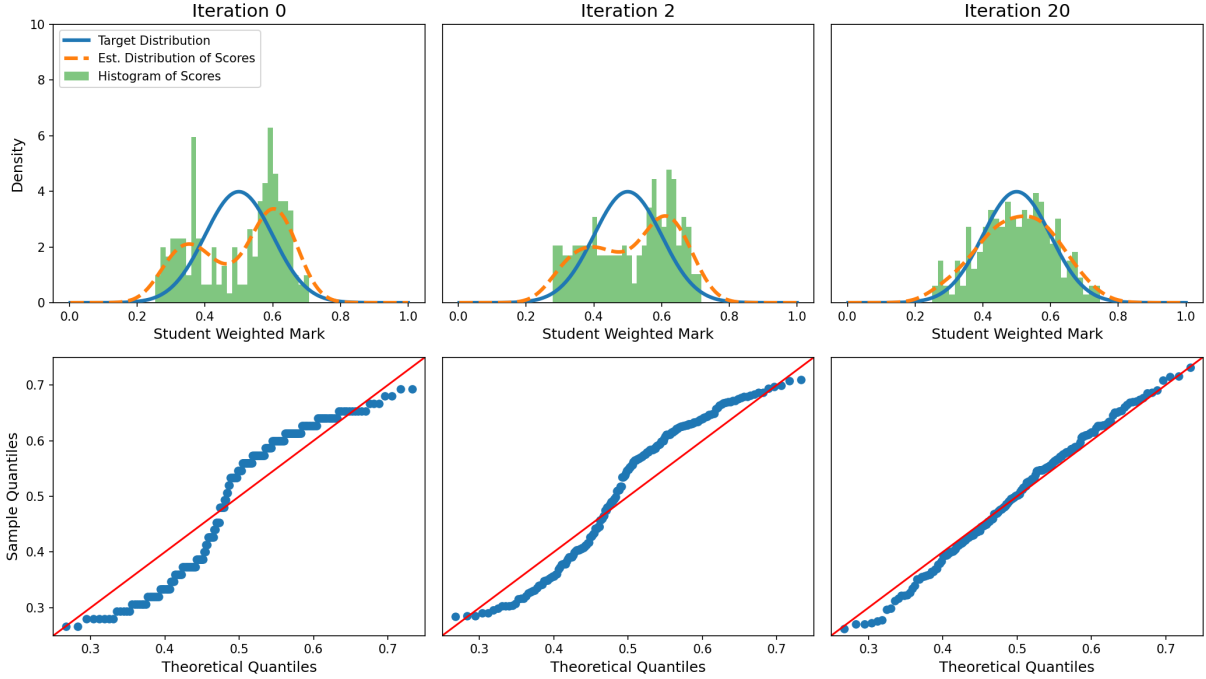 Iteration 0
Iteration 2
Iteration 20
10
8
6
4
2
0
Density
Target Distribution
Est. Distribution of Scores
Histogram of Scores
0.0 0.2 0.4 0.6 0.8 1.0
0.0 0.2 0.4 0.6 0.8 1.0
0.0 0.2 0.4 0.6 0.8 1.0
Student Weighted Mark
Student Weighted Mark
Student Weighted Mark
0.7
0.6
0.5
0.4
0.3
Sample Quantiles
0.3 0.4 0.5 0.6 0.7
0.3 0.4 0.5 0.6 0.7
0.3 0.4 0.5 0.6 0.7
Theoretical Quantiles
Theoretical Quantiles
Theoretical Quantiles